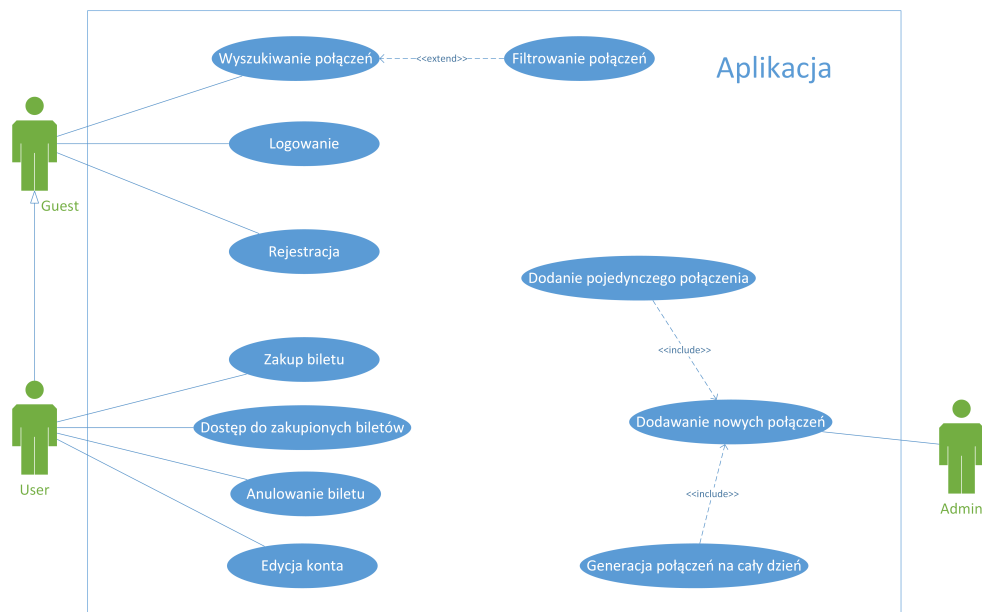 Wyszukiwanie połączeń
<<extend>>
Filtrowanie połączeń
Aplikacja
Logowanie
Guest
Rejestracja
Dodanie pojedynczego połączenia
<<include>>
Zakup biletu
Dostęp do zakupionych biletów
Dodawanie nowych połączeń
User
Anulowanie biletu
<<include>>
Admin
Edycja konta
Generacja połączeń na cały dzień